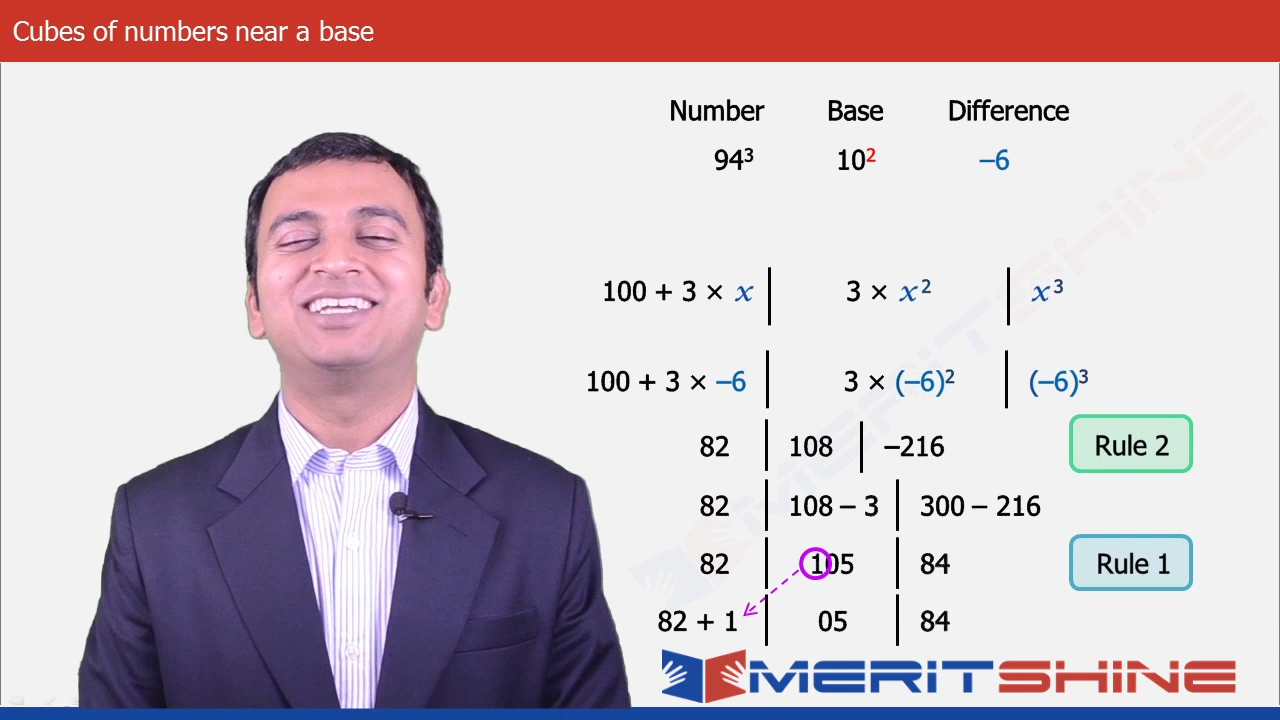 Cubes of numbers near a base
Number Base Difference
94³ 10² –6
100 + 3 × x | 3 × x² | x³
100 + 3 × –6 | 3 × (–6)² | (–6)³
82 | 108 | –216 Rule 2
82 | 108 – 3 | 300 – 216
82 | 105 | 84 Rule 1
82 + 1 | 05 | 84
MERITSHINE
MERITSHINE